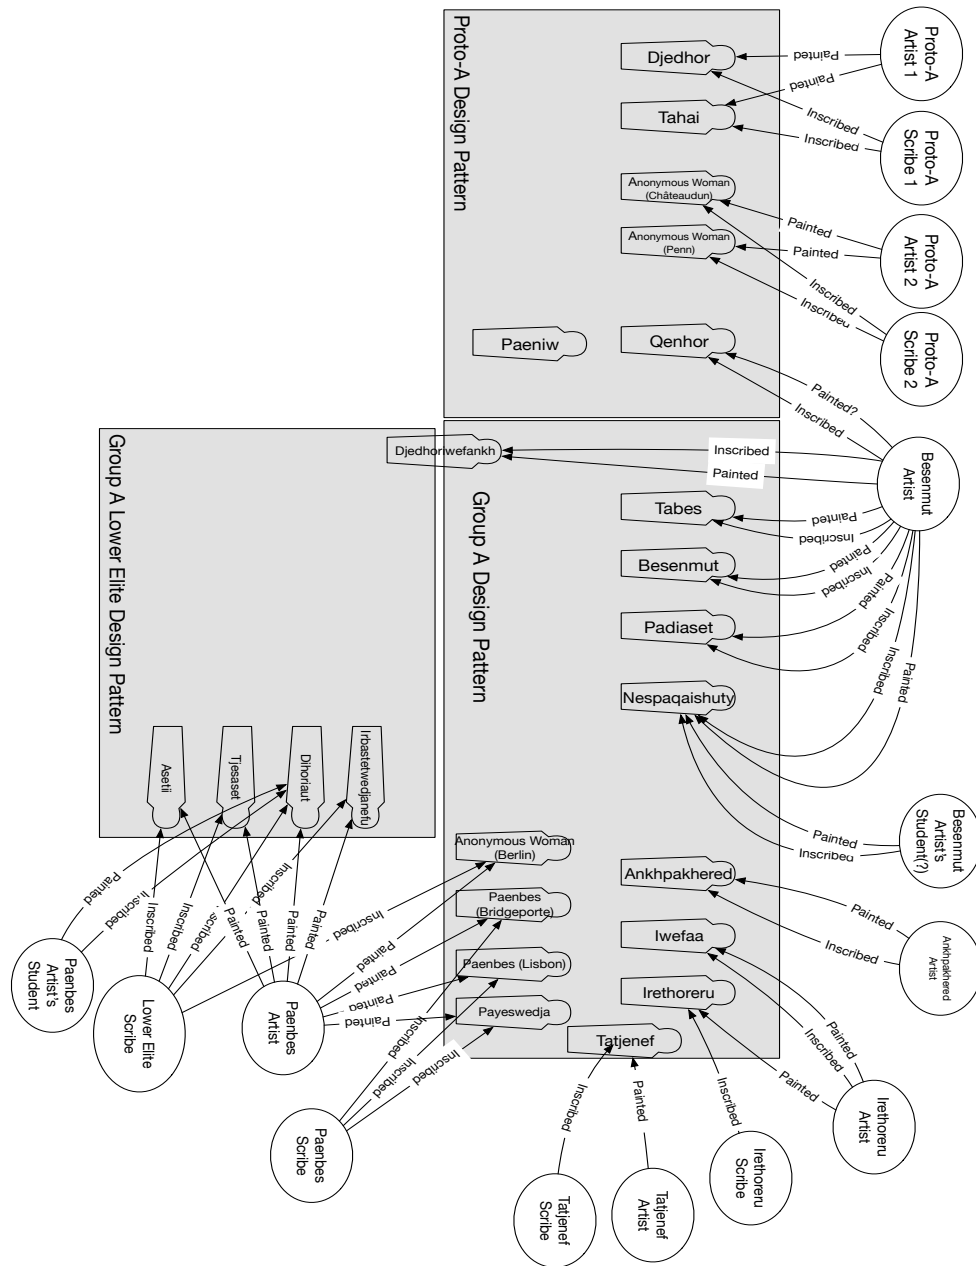 Proto-A
Artist 1
Proto-A
Scribe 1
Proto-A
Artist 2
Proto-A
Scribe 2
Besenmut
Artist
Besenmut
Artist's
Student(?)
Ankhpakhered
Artist
Irethoreru
Artist
Irethoreru
Scribe
Tatjenef
Artist
Tatjenef
Scribe
Paenbes
Scribe
Paenbes
Artist
Lower Elite
Scribe
Paenbes
Artist's
Student
Proto-A Design Pattern
Djedhor
Tahai
Anonymous Woman
(Châteaudun)
Anonymous Woman
(Penn)
Qenhor
Paeniw
Painted
Painted
Inscribed
Inscribed
Painted
Painted
Inscribed
Inscribed
Painted?
Inscribed
Group A Design Pattern
Djedhoriwefankh
Tabes
Besenmut
Padiaset
Nespaqaishuty
Ankhpakhered
Iwefaa
Irethoreru
Tatjenef
Anonymous Woman
(Berlin)
Paenbes
(Bridgeporte)
Paenbes (Lisbon)
Payeswedja
Inscribed
Painted
Painted
Inscribed
Painted
Inscribed
Painted
Inscribed
Inscribed
Painted
Painted
Inscribed
Painted
Inscribed
Painted
Inscribed
Painted
Inscribed
Painted
Inscribed
Group A Lower Elite Design Pattern
Irbastetwedjanefu
Dihoriaut
Tjesaset
Asetii
Painted
Inscribed
Inscribed
Inscribed
scribed
Inscribed
Inscribed
Painted
Painted
Painted
Painted
Painted
Painted
Painted
Painted
Inscribed
Inscribed
Inscribed